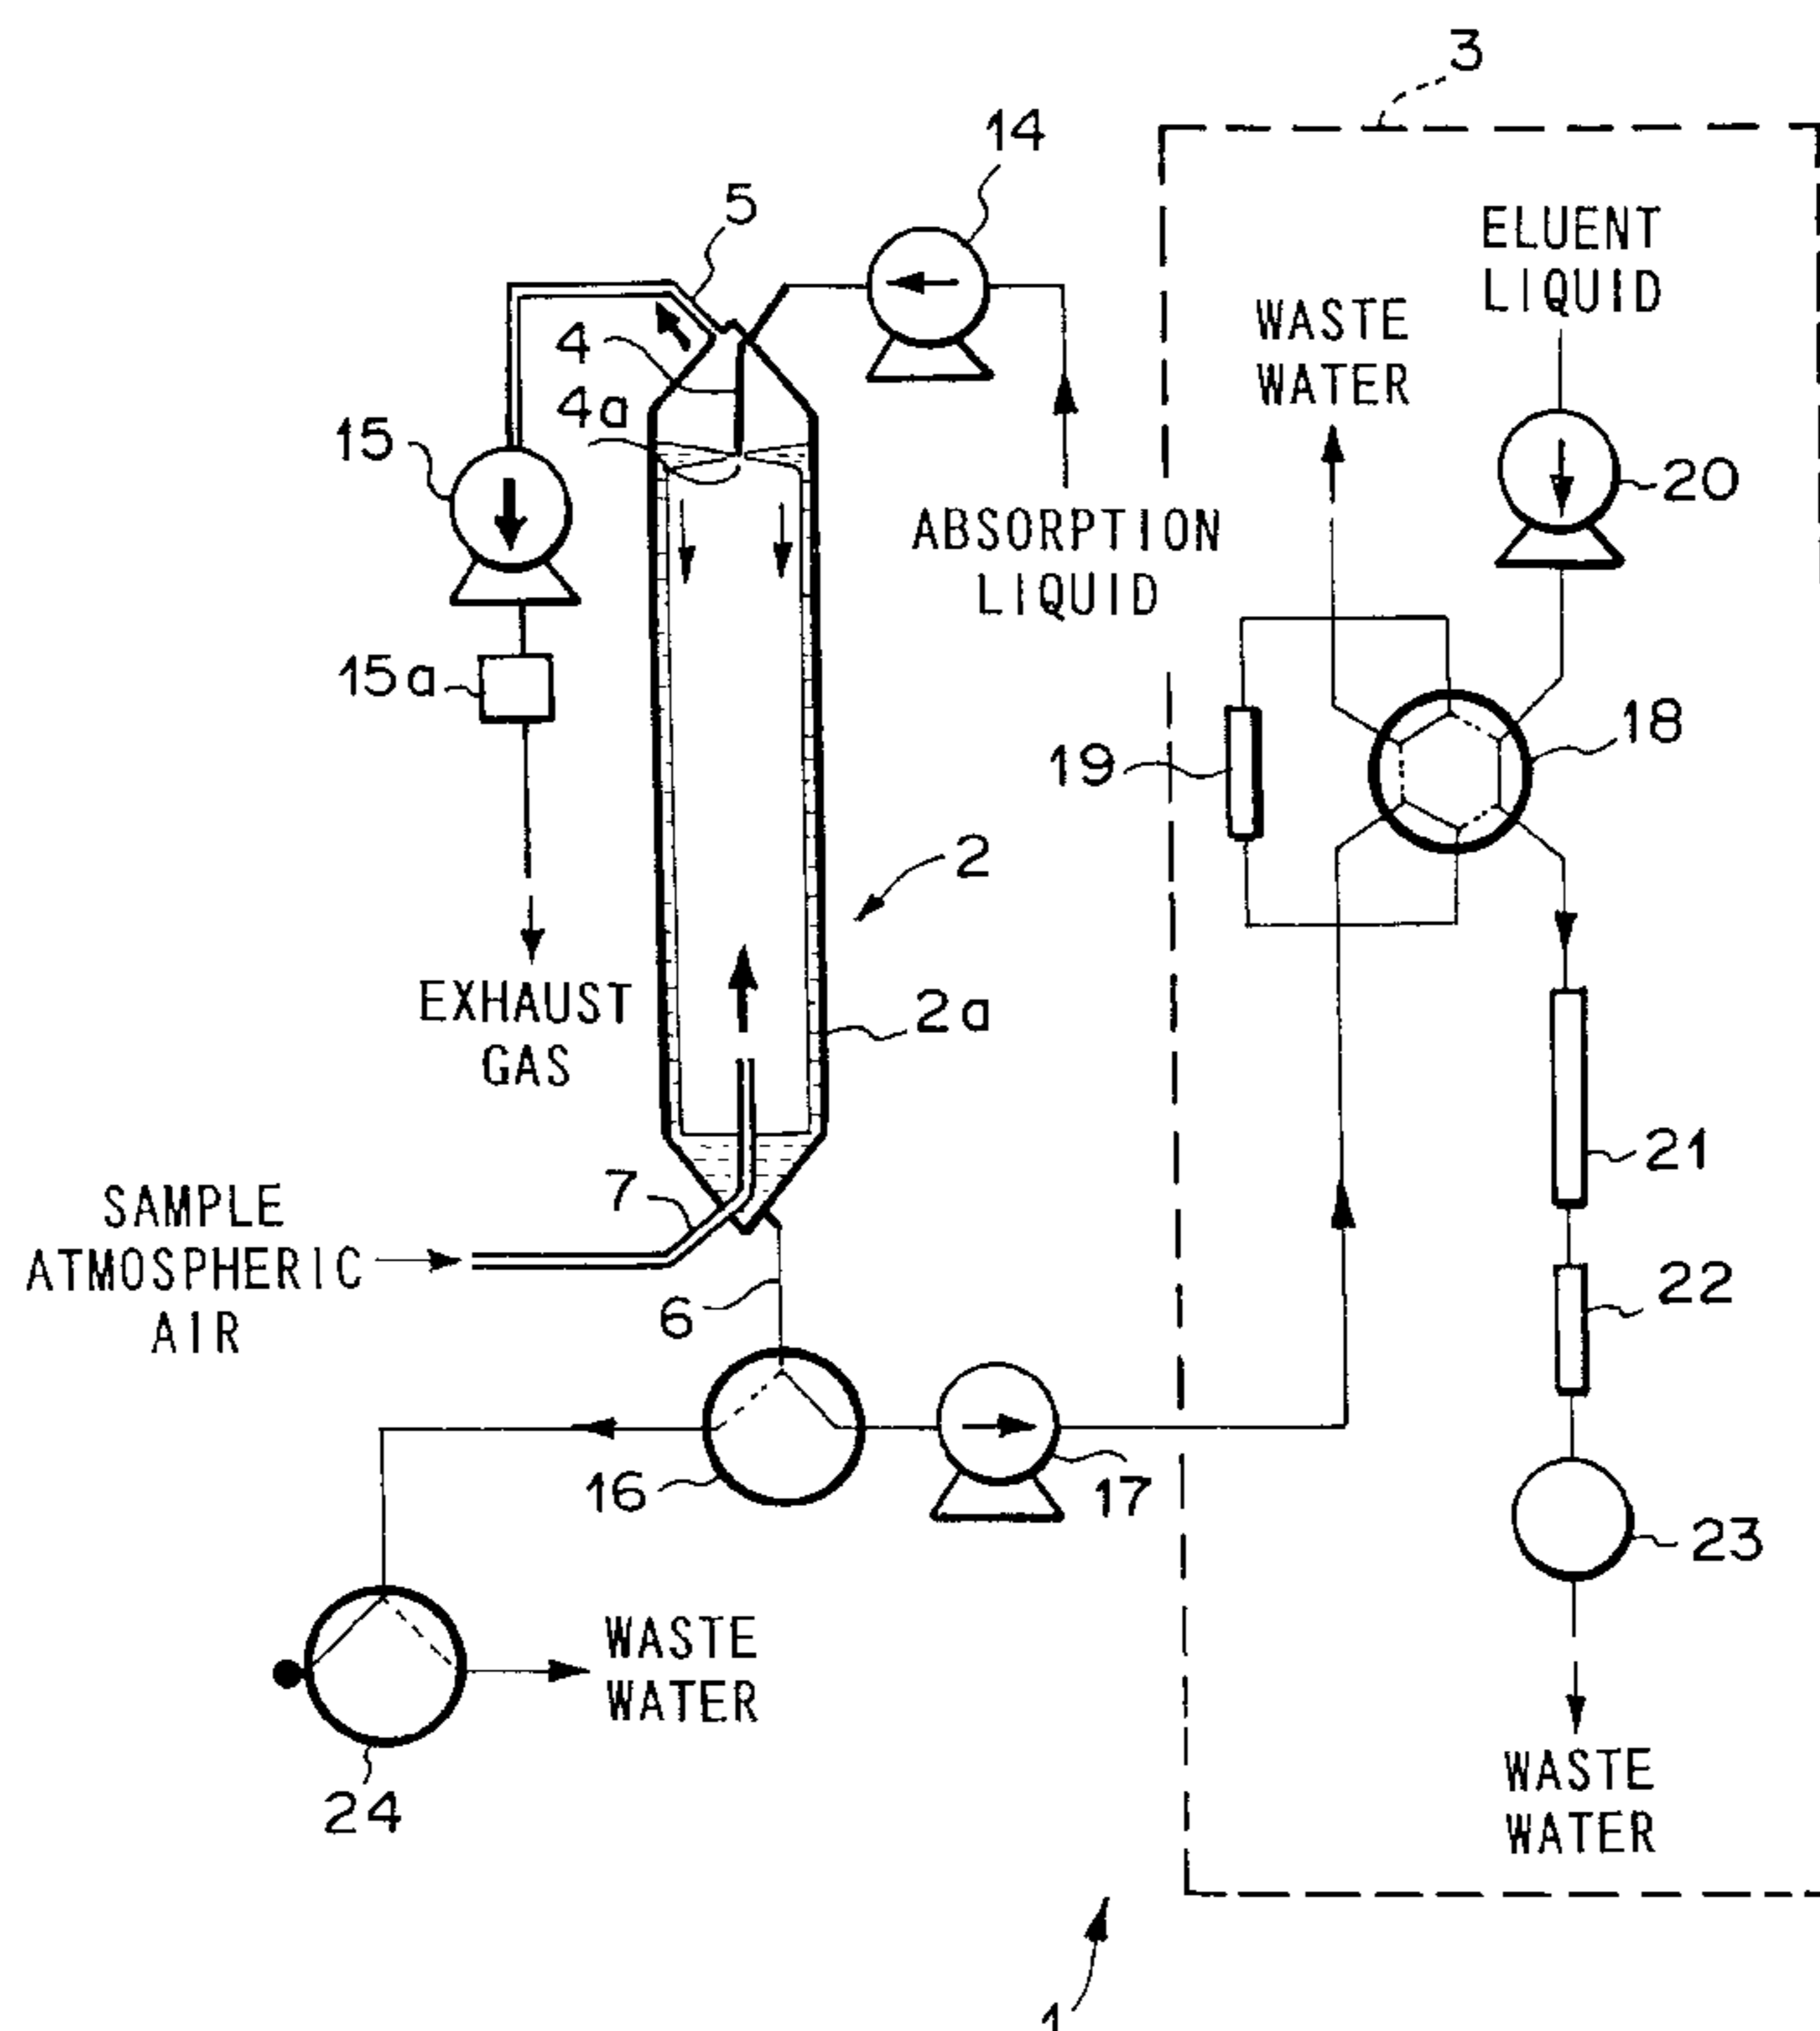 3
14
5
ELUENT
LIQUID
WASTE
WATER
4
4a
15
20
ABSORPTION
LIQUID
15a
18
19
2
EXHAUST
GAS
2a
21
7
SAMPLE
ATMOSPHERIC
AIR
22
6
16
17
23
WASTE
WATER
24
WASTE
WATER
1